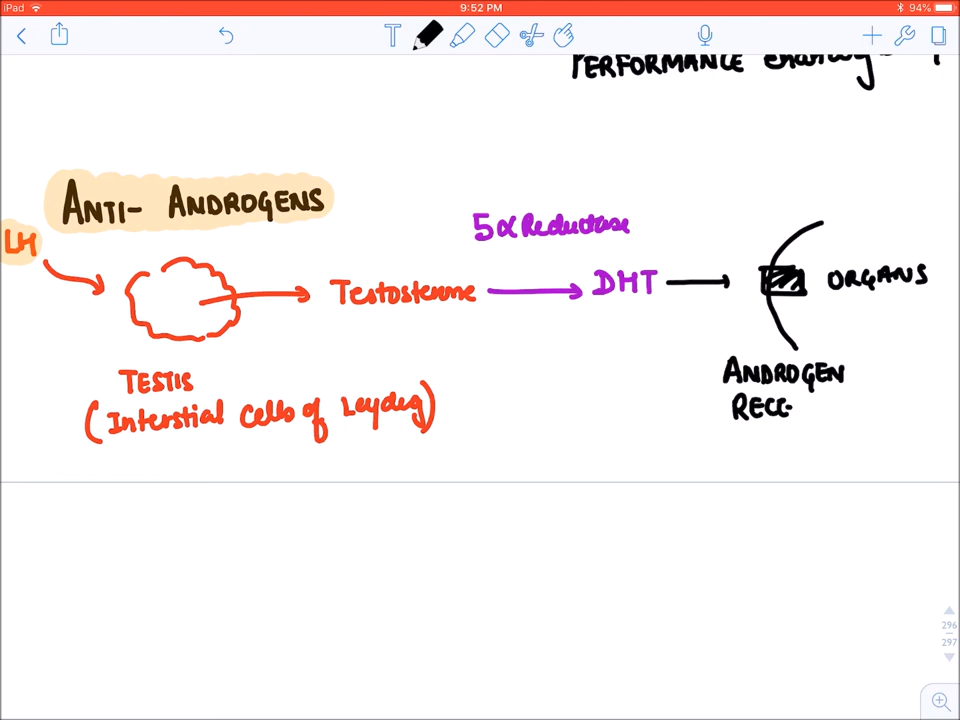 iPad
9:52 PM
94%
T
PERFORMANCE
ANTI- ANDROGENS
LH
5α Reductase
Testosterone
DHT
ORGANS
TESTIS
(Interstial Cells of Leydig)
ANDROGEN
RECC
296
297